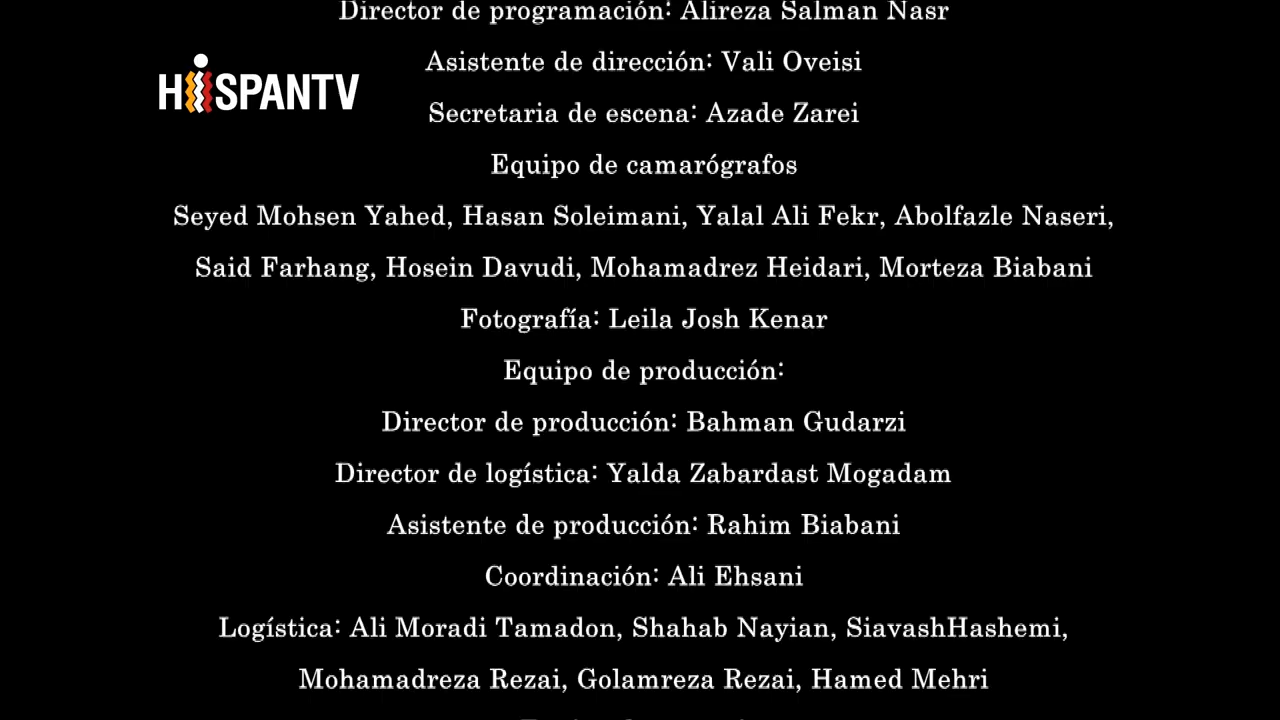 Director de programación: Alireza Salman Nasr
Asistente de dirección: Vali Oveisi
HISPANTV
Secretaria de escena: Azade Zarei
Equipo de camarógrafos
Seyed Mohsen Yahed, Hasan Soleimani, Yalal Ali Fekr, Abolfazle Naseri,
Said Farhang, Hosein Davudi, Mohamadrez Heidari, Morteza Biabani
Fotografía: Leila Josh Kenar
Equipo de producción:
Director de producción: Bahman Gudarzi
Director de logística: Yalda Zabardast Mogadam
Asistente de producción: Rahim Biabani
Coordinación: Ali Ehsani
Logística: Ali Moradi Tamadon, Shahab Nayian, SiavashHashemi,
Mohamadreza Rezai, Golamreza Rezai, Hamed Mehri